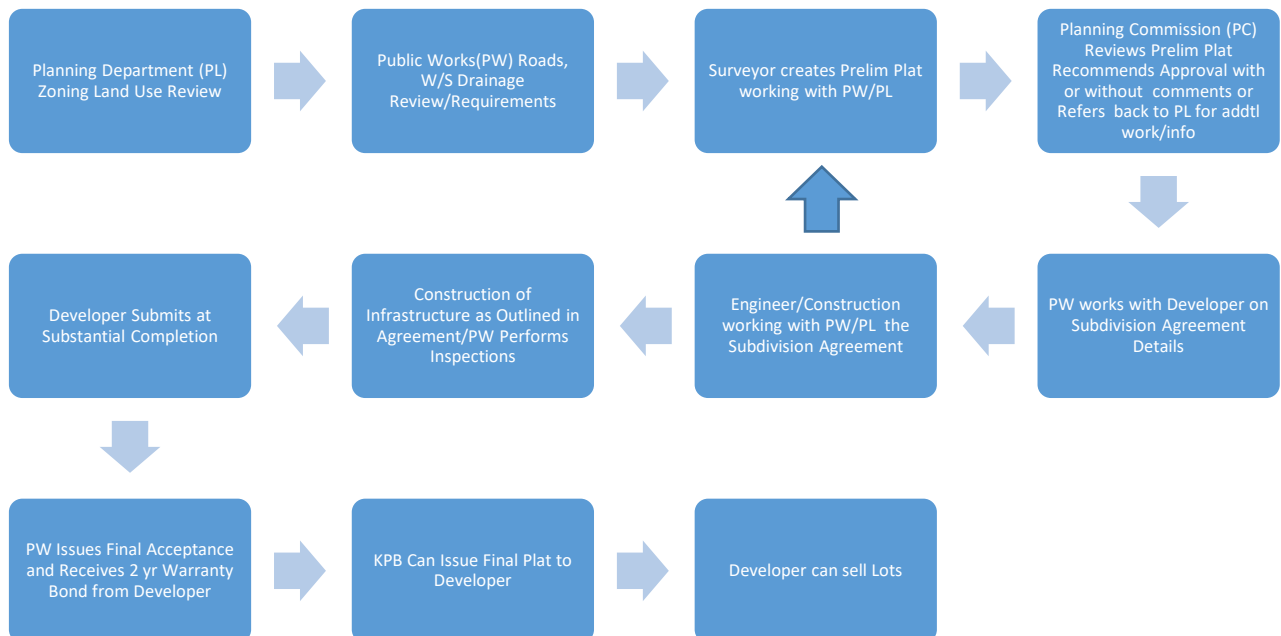 Planning Department (PL)
Zoning Land Use Review
Public Works(PW) Roads,
W/S Drainage
Review/Requirements
Surveyor creates Prelim Plat
working with PW/PL
Planning Commission (PC)
Reviews Prelim Plat
Recommends Approval with
or without comments or
Refers back to PL for addtl
work/info
PW works with Developer on
Subdivision Agreement
Details
Engineer/Construction
working with PW/PL the
Subdivision Agreement
Construction of
Infrastructure as Outlined in
Agreement/PW Performs
Inspections
Developer Submits at
Substantial Completion
PW Issues Final Acceptance
and Receives 2 yr Warranty
Bond from Developer
KPB Can Issue Final Plat to
Developer
Developer can sell Lots